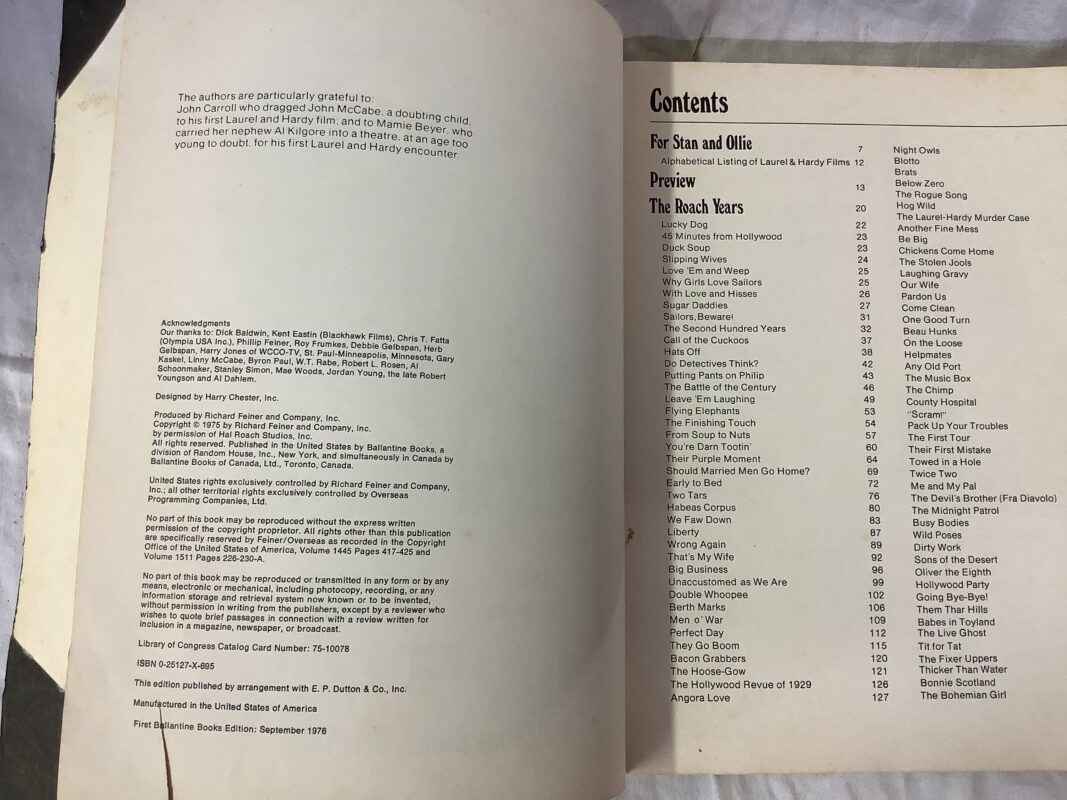 The authors are particularly grateful to:
John Carroll who dragged John McCabe, a doubting child,
to his first Laurel and Hardy film; and to Mamie Beyer, who
carried her nephew Al Kilgore into a theatre, at an age too
young to doubt, for his first Laurel and Hardy encounter.
Acknowledgments
Our thanks to: Dick Baldwin, Kent Eastin (Blackhawk Films), Chris T. Fatta
(Olympia USA Inc.), Phillip Feiner, Roy Frumkes, Debbie Gelbspan, Herb
Gelbspan, Harry Jones of WCCO-TV, St. Paul-Minneapolis, Minnesota, Gary
Kaskel, Linny McCabe, Byron Paul, W.T. Rabe, Robert L. Rosen, Al
Schoonmaker, Stanley Simon, Mae Woods, Jordan Young, the late Robert
Youngson and Al Dahlem.
Designed by Harry Chester, Inc.
Produced by Richard Feiner and Company, Inc.
Copyright © 1975 by Richard Feiner and Company, Inc.
by permission of Hal Roach Studios, Inc.
All rights reserved. Published in the United States by Ballantine Books, a
division of Random House, Inc., New York, and simultaneously in Canada by
Ballantine Books of Canada, Ltd., Toronto, Canada.
United States rights exclusively controlled by Richard Feiner and Company,
Inc.; all other territorial rights exclusively controlled by Overseas
Programming Companies, Ltd.
No part of this book may be reproduced without the express written
permission of the copyright proprietor. All rights other than this publication
are specifically reserved by Feiner/Overseas as recorded in the Copyright
Office of the United States of America, Volume 1445 Pages 417-425 and
Volume 1511 Pages 226-230-A.
No part of this book may be reproduced or transmitted in any form or by any
means, electronic or mechanical, including photocopy, recording, or any
information storage and retrieval system now known or to be invented,
without permission in writing from the publishers, except by a reviewer who
wishes to quote brief passages in connection with a review written for
inclusion in a magazine, newspaper, or broadcast.
Library of Congress Catalog Card Number: 75-10078
ISBN 0-25127-X-695
This edition published by arrangement with E. P. Dutton & Co., Inc.
Manufactured in the United States of America
First Ballantine Books Edition: September 1976
Contents
For Stan and Ollie 7
Alphabetical Listing of Laurel & Hardy Films 12
Preview 13
The Roach Years 20
Lucky Dog 22
45 Minutes from Hollywood 23
Duck Soup 23
Slipping Wives 24
Love 'Em and Weep 25
Why Girls Love Sailors 25
With Love and Hisses 26
Sugar Daddies 27
Sailors, Beware! 31
The Second Hundred Years 32
Call of the Cuckoos 37
Hats Off 38
Do Detectives Think? 42
Putting Pants on Philip 43
The Battle of the Century 46
Leave 'Em Laughing 49
Flying Elephants 53
The Finishing Touch 54
From Soup to Nuts 57
You're Darn Tootin' 60
Their Purple Moment 64
Should Married Men Go Home? 69
Early to Bed 72
Two Tars 76
Habeas Corpus 80
We Faw Down 83
Liberty 87
Wrong Again 89
That's My Wife 92
Big Business 96
Unaccustomed as We Are 99
Double Whoopee 102
Berth Marks 106
Men o' War 109
Perfect Day 112
They Go Boom 115
Bacon Grabbers 120
The Hoose-Gow 121
The Hollywood Revue of 1929 126
Angora Love 127
Night Owls
Blotto
Brats
Below Zero
The Rogue Song
Hog Wild
The Laurel-Hardy Murder Case
Another Fine Mess
Be Big
Chickens Come Home
The Stolen Jools
Laughing Gravy
Our Wife
Pardon Us
Come Clean
One Good Turn
Beau Hunks
On the Loose
Helpmates
Any Old Port
The Music Box
The Chimp
County Hospital
"Scram!"
Pack Up Your Troubles
The First Tour
Their First Mistake
Towed in a Hole
Twice Two
Me and My Pal
The Devil's Brother (Fra Diavolo)
The Midnight Patrol
Busy Bodies
Wild Poses
Dirty Work
Sons of the Desert
Oliver the Eighth
Hollywood Party
Going Bye-Bye!
Them Thar Hills
Babes in Toyland
The Live Ghost
Tit for Tat
The Fixer Uppers
Thicker Than Water
Bonnie Scotland
The Bohemian Girl